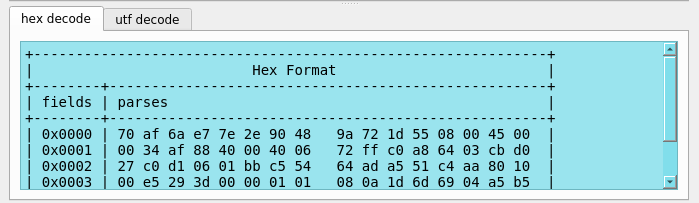 hex decode utf decode
+--------------------------------------------------------------+
| Hex Format |
+--------+-----------------------------------------------------+
| fields | parses |
+--------+-----------------------------------------------------+
| 0x0000 | 70 af 6a e7 7e 2e 90 48 9a 72 1d 55 08 00 45 00 |
| 0x0001 | 00 34 af 88 40 00 40 06 72 ff c0 a8 64 03 cb d0 |
| 0x0002 | 27 c0 d1 06 01 bb c5 54 64 ad a5 51 c4 aa 80 10 |
| 0x0003 | 00 e5 29 3d 00 00 01 01 08 0a 1d 6d 69 04 a5 b5 |